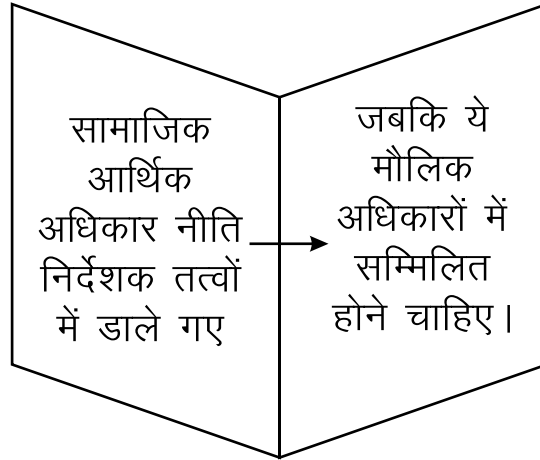 सामाजिक
आर्थिक
अधिकार नीति
निर्देशक तत्वों
में डाले गए
जबकि ये
मौलिक
अधिकारों में
सम्मिलित
होने चाहिए।